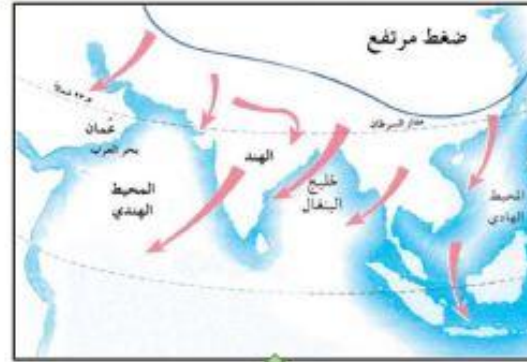 ضغط مرتفع
مدار السرطان
عُمان
بحر العرب
الهند
المحيط
الهندي
خليج
البنغال
المحيط
الهادي